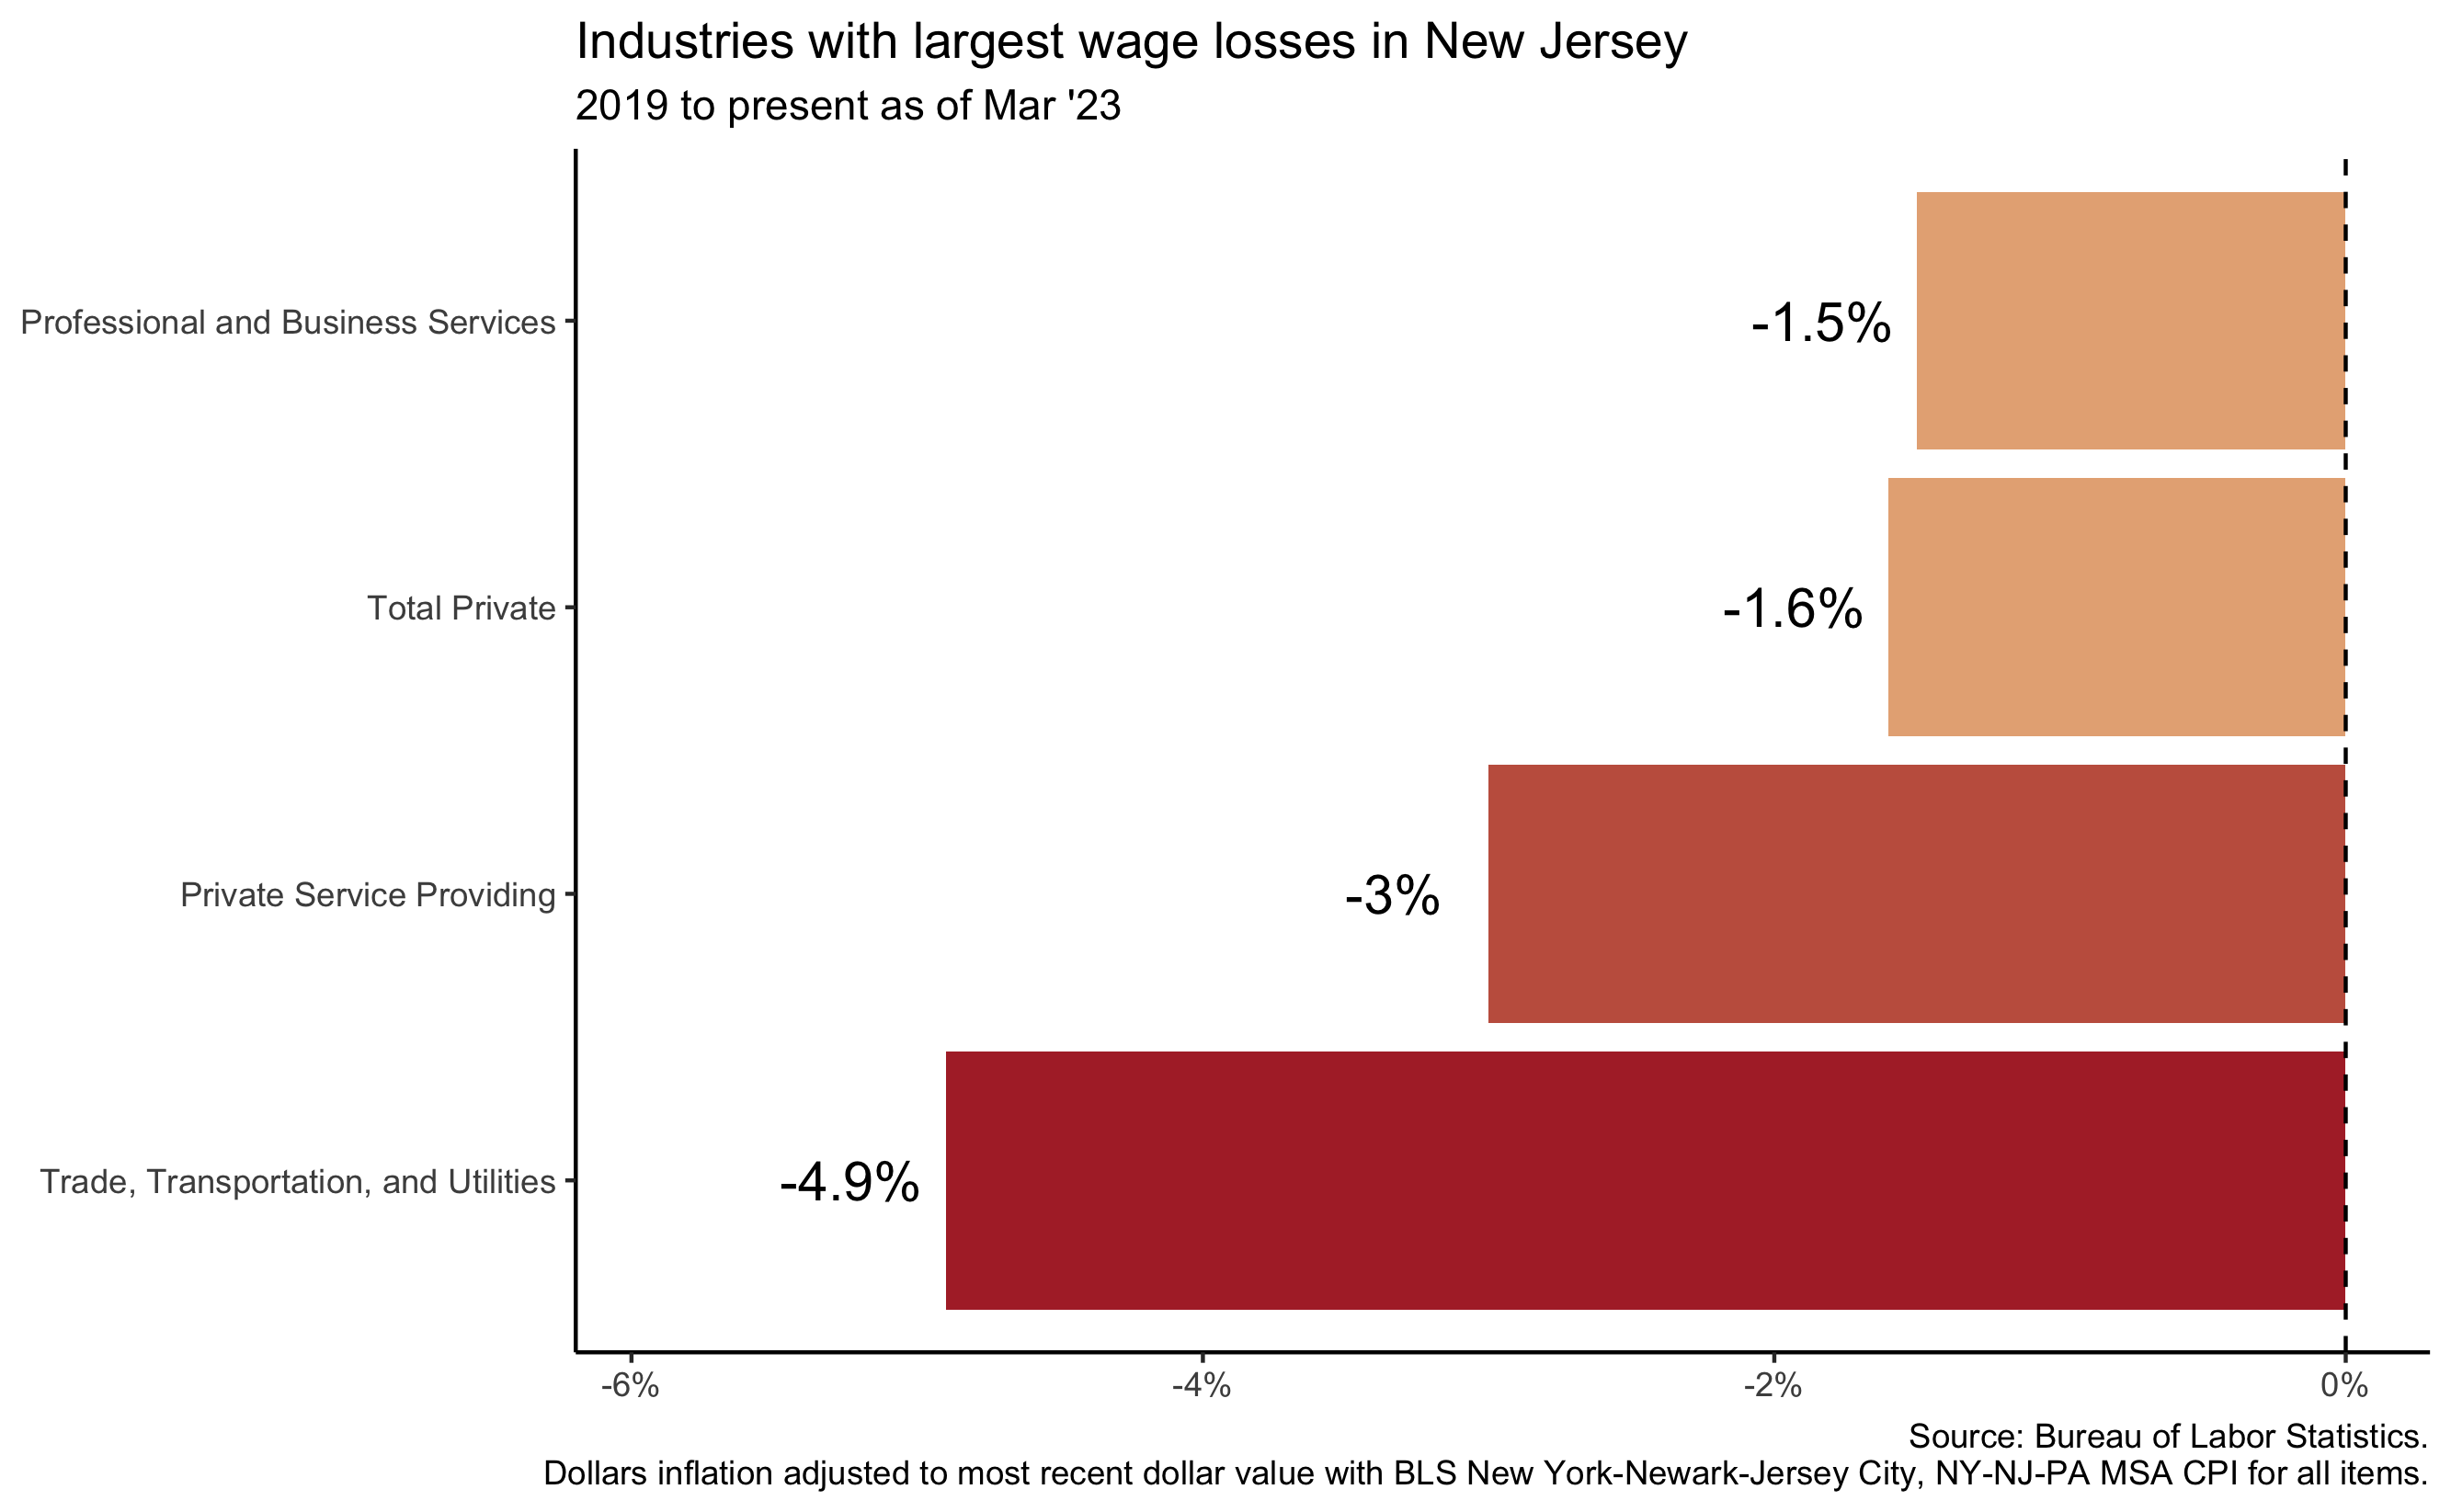 Industries with largest wage losses in New Jersey
2019 to present as of Mar '23
Professional and Business Services
-1.5%
Total Private
-1.6%
Private Service Providing
-3%
Trade, Transportation, and Utilities
-4.9%
-6%
-4%
-2%
0%
Source: Bureau of Labor Statistics.
Dollars inflation adjusted to most recent dollar value with BLS New York-Newark-Jersey City, NY-NJ-PA MSA CPI for all items.